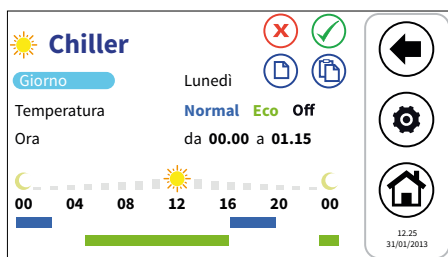 Chiller
Giorno Lunedì
Temperatura Normal Eco Off
Ora da 00.00 a 01.15
00 04 08 12 16 20 00
12.25
31/01/2013